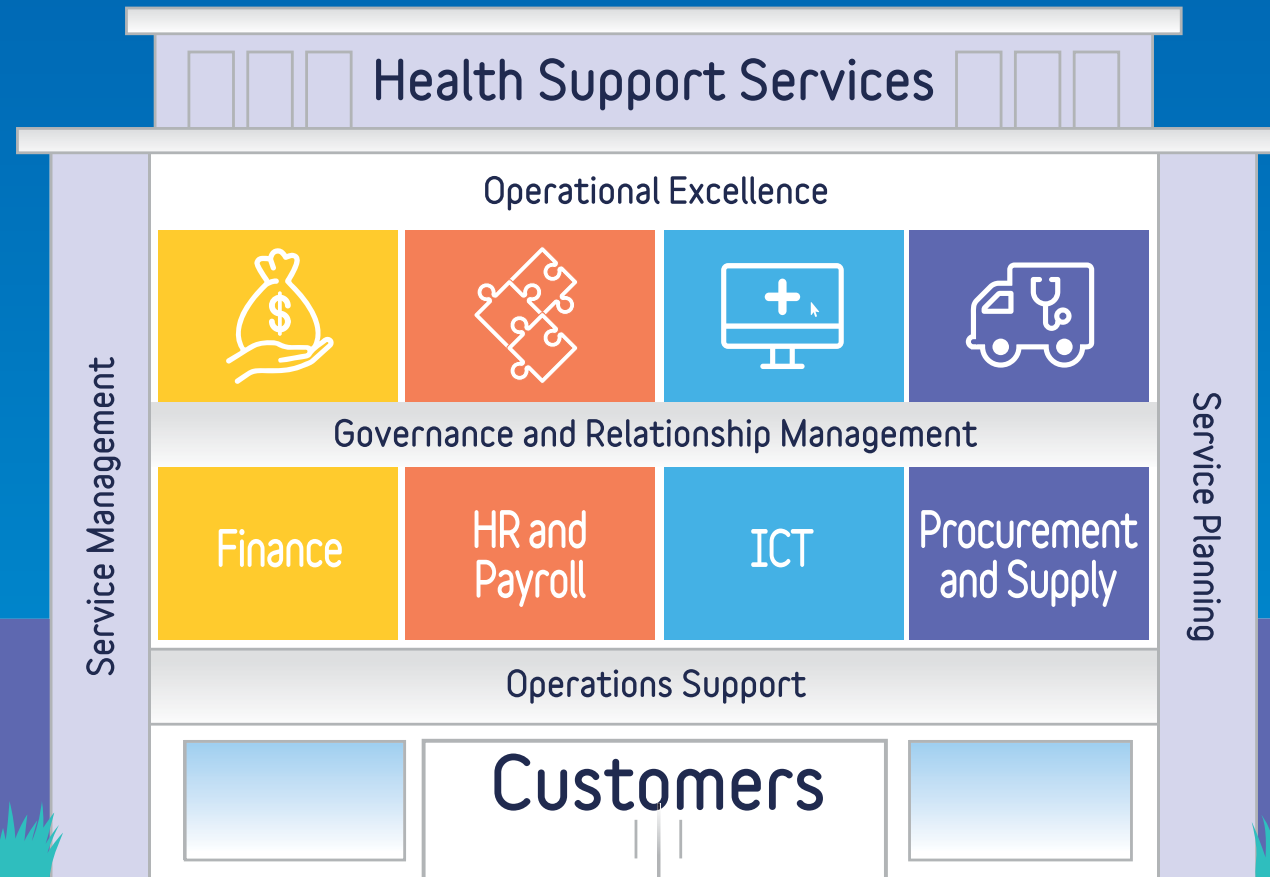 Health Support Services
Operational Excellence
$
Governance and Relationship Management
Service Management
Service Planning
Finance
HR and
Payroll
ICT
Procurement
and Supply
Operations Support
Customers